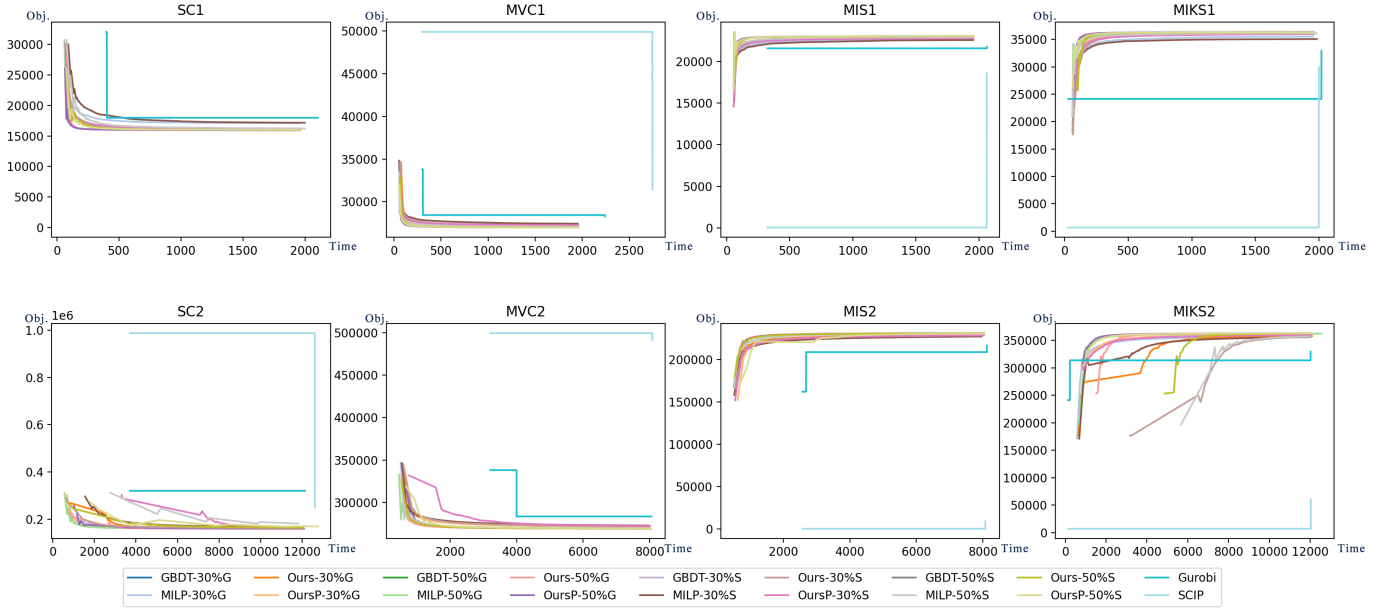 SC1
MVC1
MIS1
MIKS1
Obj.
Obj.
Obj.
Obj.
30000
25000
20000
15000
10000
5000
0
0 500 1000 1500 2000
Time
50000
45000
40000
35000
30000
0 500 1000 1500 2000 2500
Time
20000
15000
10000
5000
0
0 500 1000 1500 2000
Time
35000
30000
25000
20000
15000
10000
5000
0
0 500 1000 1500 2000
Time
SC2
MVC2
MIS2
MIKS2
Obj.
Obj.
Obj.
Obj.
1e6
1.0
0.8
0.6
0.4
0.2
0 2000 4000 6000 8000 10000 12000
Time
500000
450000
400000
350000
300000
2000 4000 6000 8000
Time
200000
150000
100000
50000
0
2000 4000 6000 8000
Time
350000
300000
250000
200000
150000
100000
50000
0
0 2000 4000 6000 8000 10000 12000
Time
GBDT-30%G Ours-30%G GBDT-50%G Ours-50%G GBDT-30%S Ours-30%S GBDT-50%S Ours-50%S Gurobi
MILP-30%G OursP-30%G MILP-50%G OursP-50%G MILP-30%S OursP-30%S MILP-50%S OursP-50%S SCIP